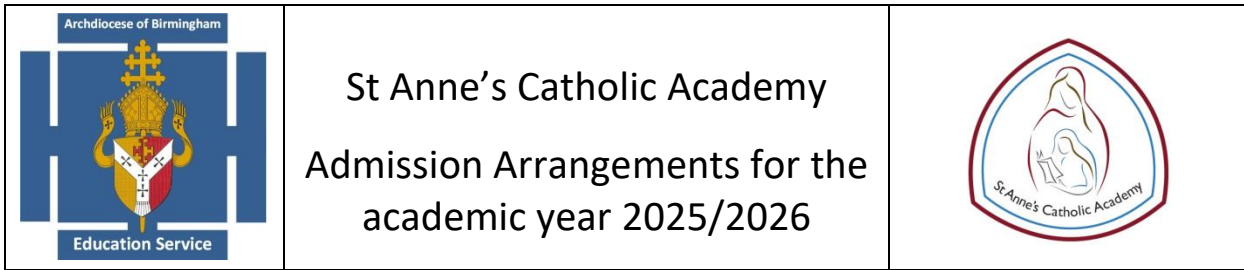 Archdiocese of Birmingham
Education Service
St Anne’s Catholic Academy
Admission Arrangements for the
academic year 2025/2026
St Anne's Catholic Academy